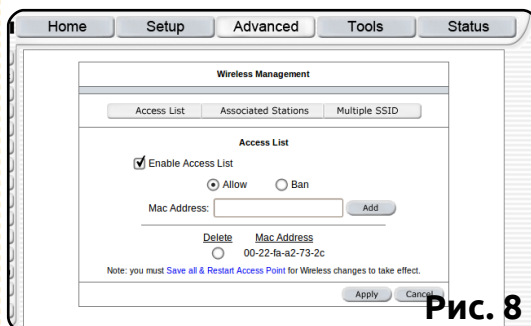 Home Setup Advanced Tools Status
Wireless Management
Access List Associated Stations Multiple SSID
Access List
Enable Access List
Allow Ban
Mac Address: Add
Delete Mac Address
00-22-fa-a2-73-2c
Note: you must Save all & Restart Access Point for Wireless changes to take effect.
Apply Cancel
Рис. 8